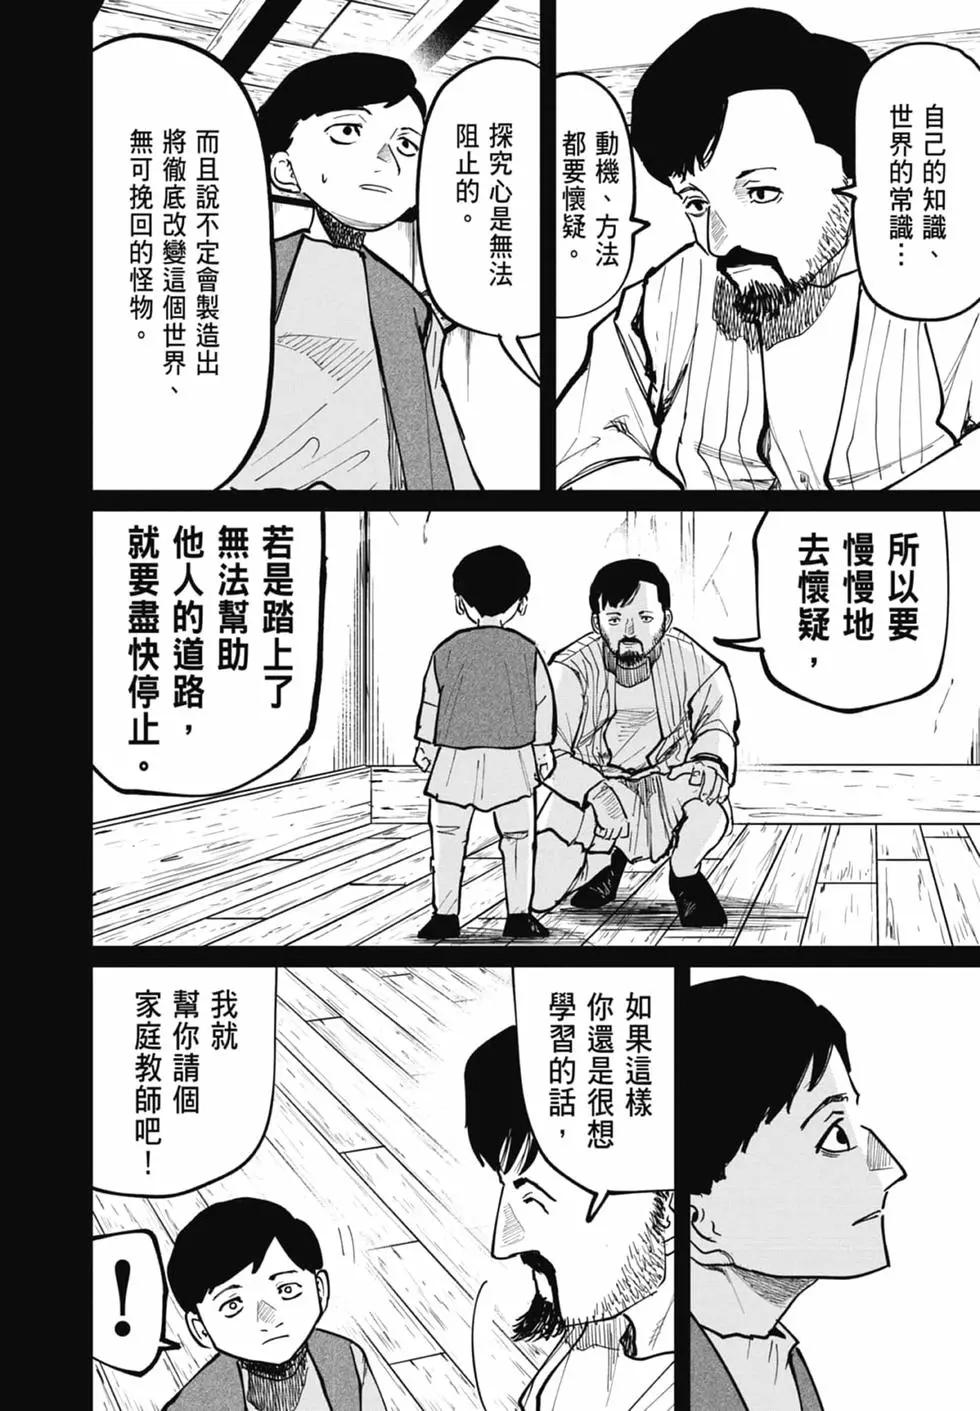 自己的知識、
世界的常識…
動機、方法
都要懷疑。
探究心是無法
阻止的。
而且說不定會製造出
將徹底改變這個世界、
無可挽回的怪物。
所以要
慢慢地
去懷疑，
若是踏上了
無法幫助
他人的道路，
就要盡快停止。
如果這樣
你還是很想
學習的話，
我就
幫你請個
家庭教師吧！
！